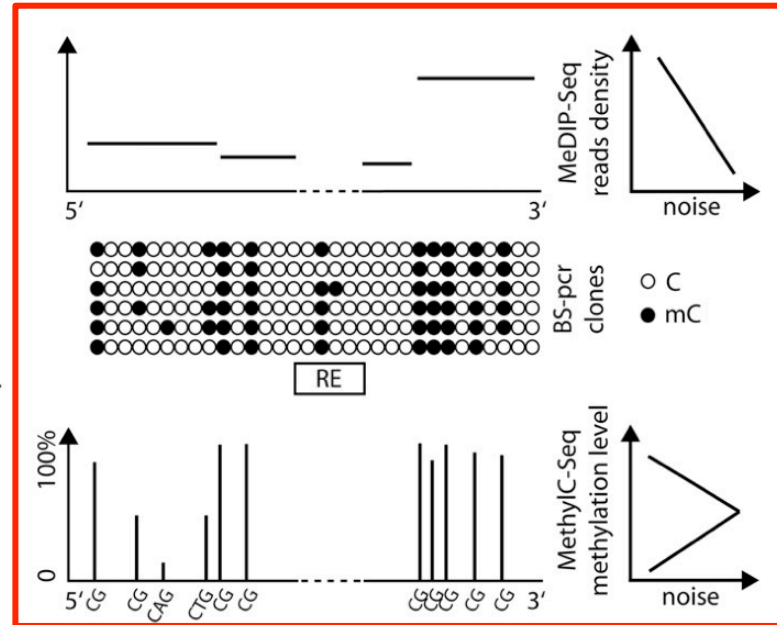 MeDIP-Seq
reads density
5′
3′
noise
BS-pcr
clones
C
mC
RE
100%
0
MethylC-Seq
methylation level
5′
CG
CG
CAG
CTG
CG
CG
CG
CG
CG
CG
CG
3′
noise